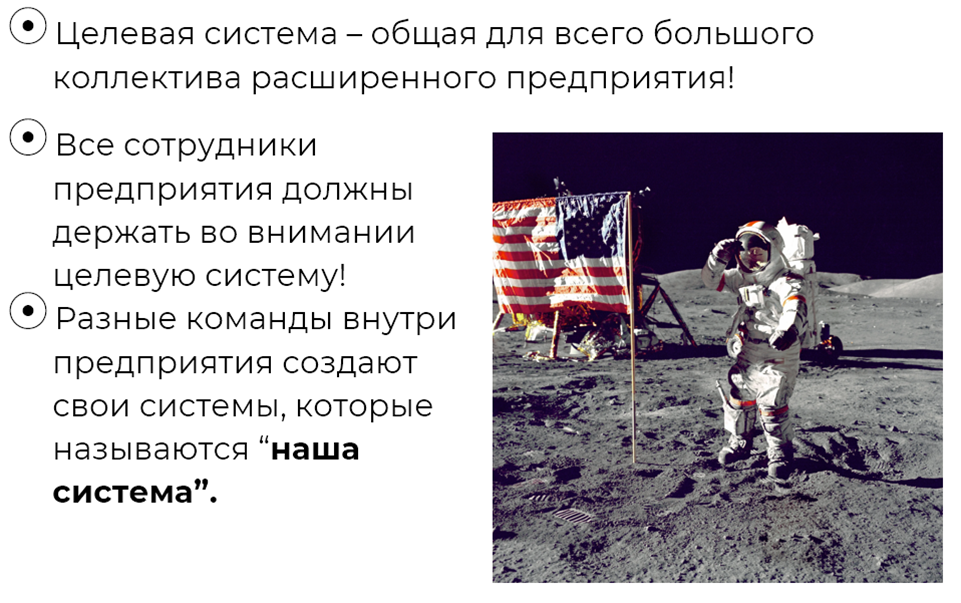 Целевая система – общая для всего большого
коллектива расширенного предприятия!
Все сотрудники
предприятия должны
держать во внимании
целевую систему!
Разные команды внутри
предприятия создают
свои системы, которые
называются “наша
система”.